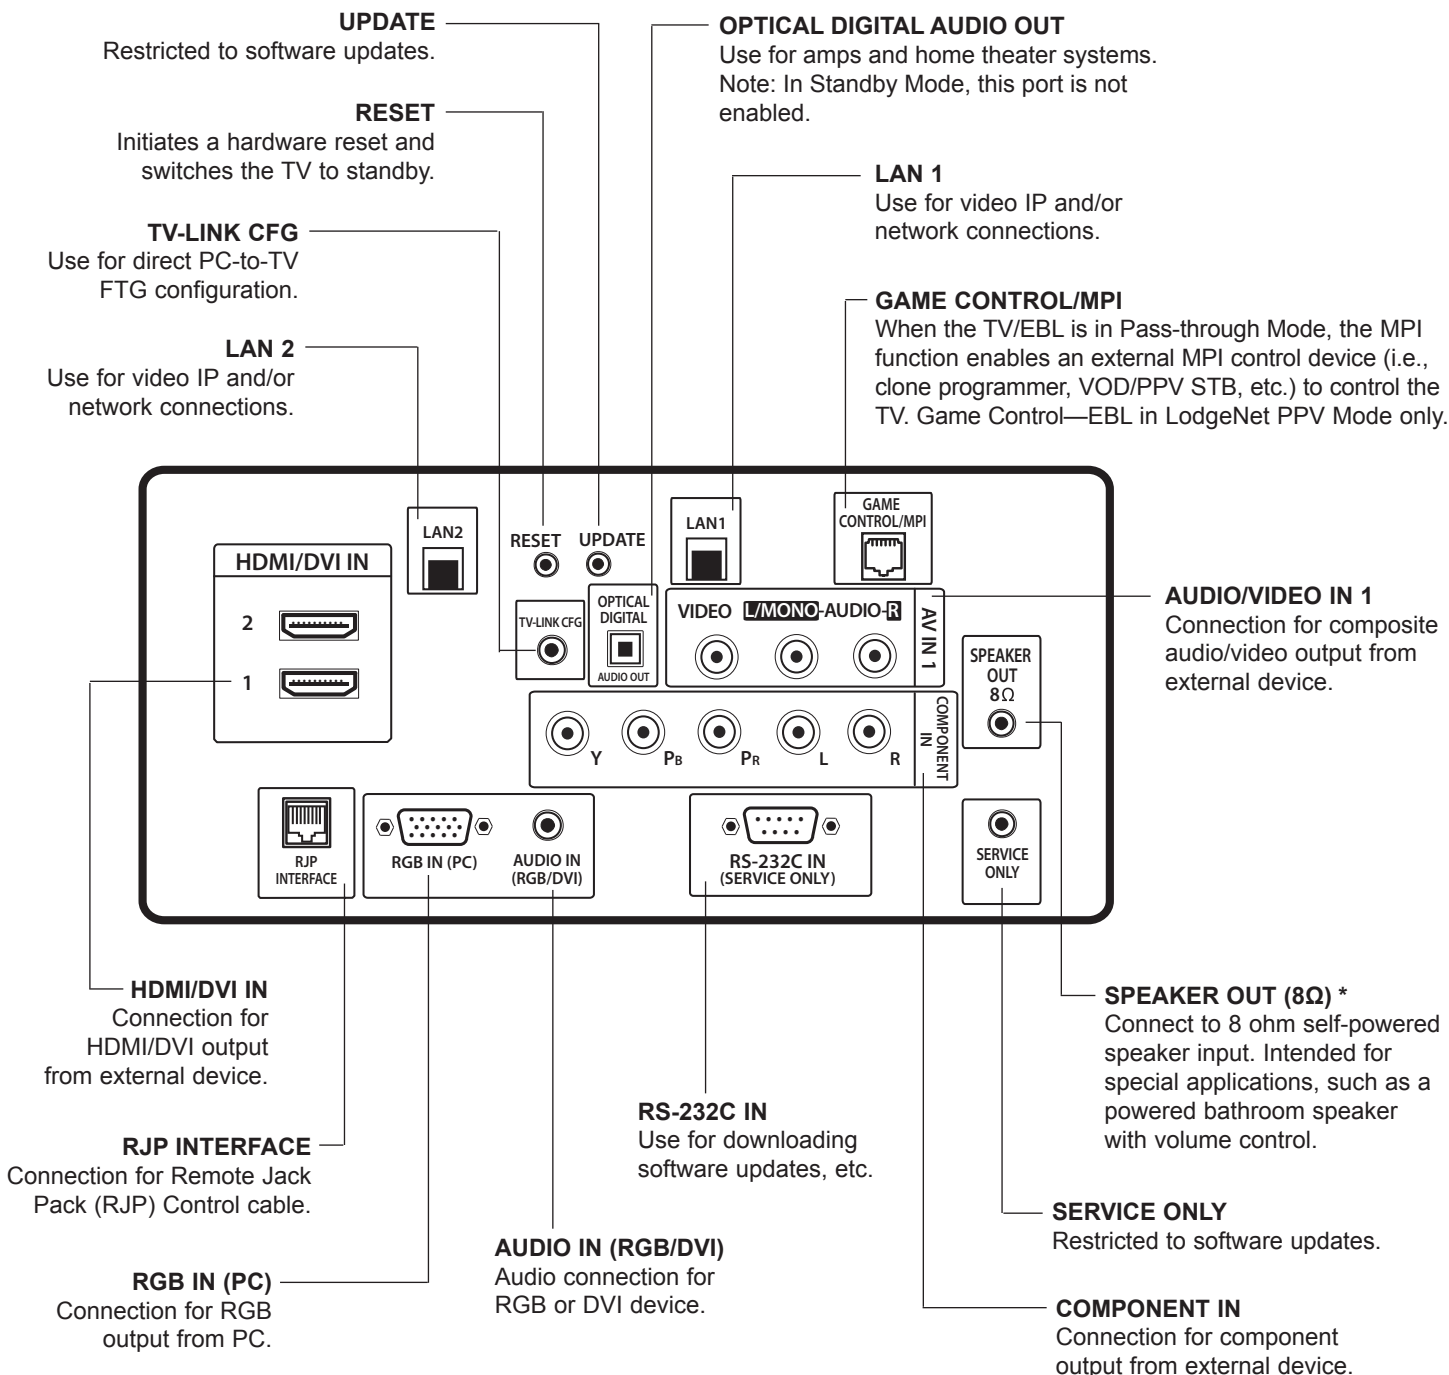 UPDATE
Restricted to software updates.
RESET
Initiates a hardware reset and
switches the TV to standby.
TV-LINK CFG
Use for direct PC-to-TV
FTG configuration.
LAN 2
Use for video IP and/or
network connections.
OPTICAL DIGITAL AUDIO OUT
Use for amps and home theater systems.
Note: In Standby Mode, this port is not
enabled.
LAN 1
Use for video IP and/or
network connections.
GAME CONTROL/MPI
When the TV/EBL is in Pass-through Mode, the MPI
function enables an external MPI control device (i.e.,
clone programmer, VOD/PPV STB, etc.) to control the
TV. Game Control—EBL in LodgeNet PPV Mode only.
HDMI/DVI IN
2
1
LAN2
RESET
UPDATE
LAN1
GAME
CONTROL/MPI
TV-LINK CFG
OPTICAL
DIGITAL
AUDIO OUT
VIDEO L/MONO-AUDIO-R
AV IN 1
SPEAKER
OUT
8Ω
Y PB PR L R
COMPONENT
IN
RJP
INTERFACE
RGB IN (PC)
AUDIO IN
(RGB/DVI)
RS-232C IN
(SERVICE ONLY)
SERVICE
ONLY
AUDIO/VIDEO IN 1
Connection for composite
audio/video output from
external device.
HDMI/DVI IN
Connection for
HDMI/DVI output
from external device.
RJP INTERFACE
Connection for Remote Jack
Pack (RJP) Control cable.
RGB IN (PC)
Connection for RGB
output from PC.
AUDIO IN (RGB/DVI)
Audio connection for
RGB or DVI device.
RS-232C IN
Use for downloading
software updates, etc.
SPEAKER OUT (8Ω) *
Connect to 8 ohm self-powered
speaker input. Intended for
special applications, such as a
powered bathroom speaker
with volume control.
SERVICE ONLY
Restricted to software updates.
COMPONENT IN
Connection for component
output from external device.